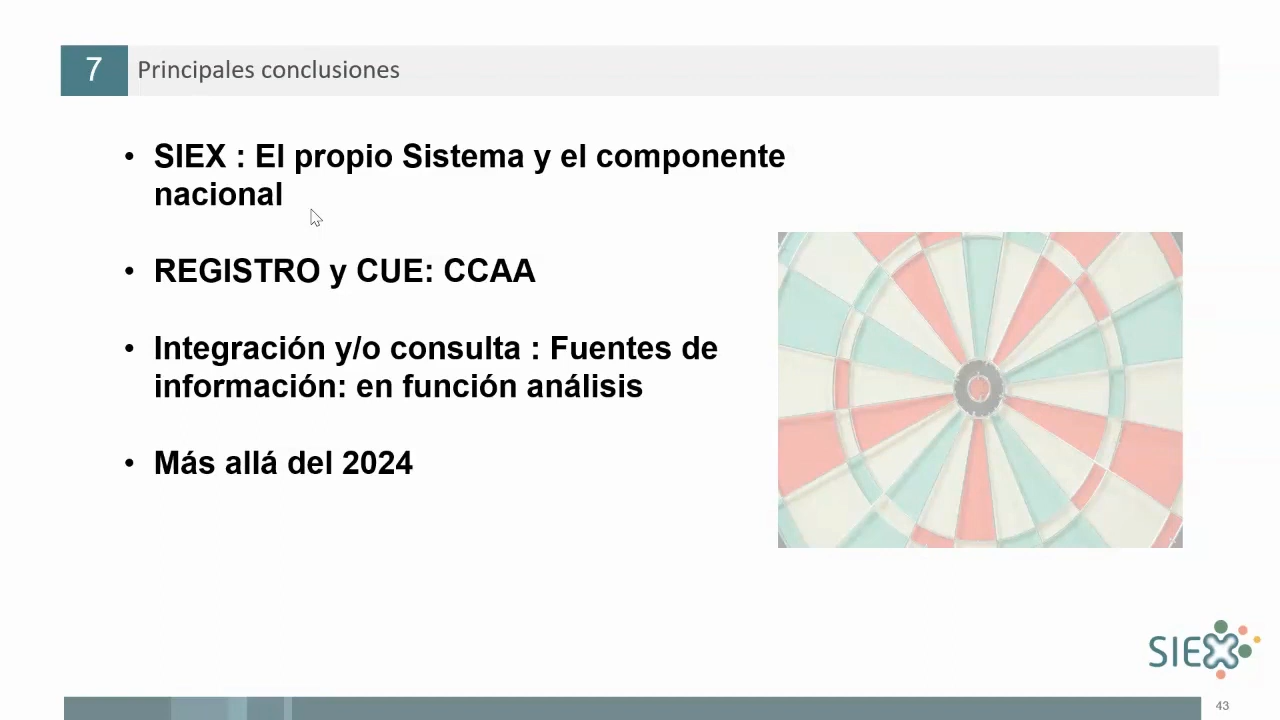 7
Principales conclusiones
• SIEX : El propio Sistema y el componente
nacional
• REGISTRO y CUE: CCAA
• Integración y/o consulta : Fuentes de
información: en función análisis
• Más allá del 2024
SIEX
43